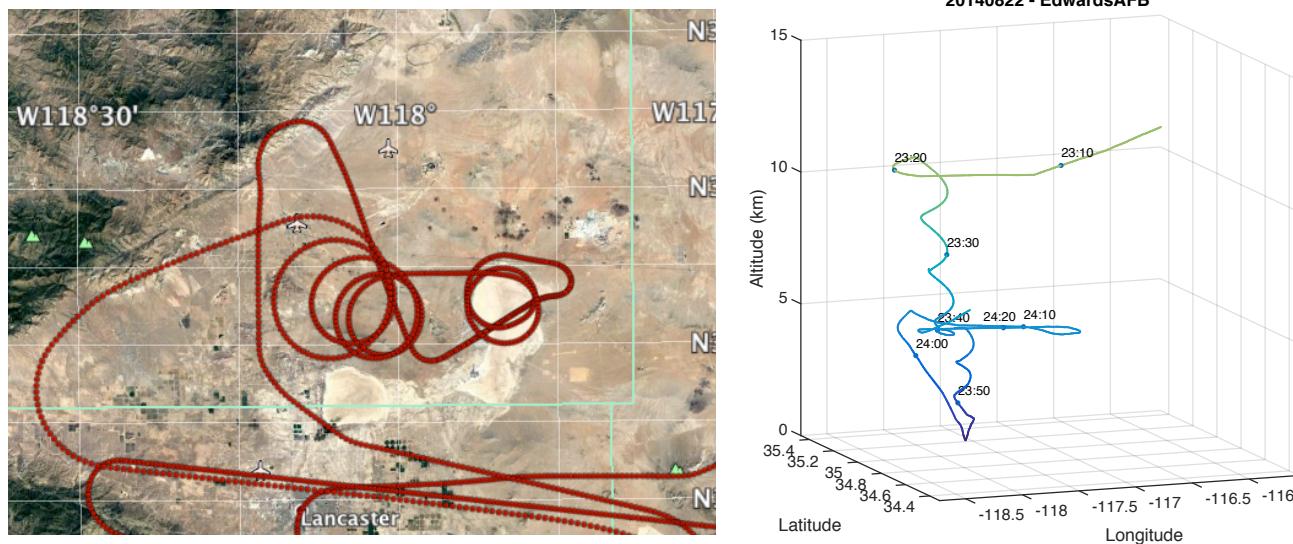 W118°30'
W118°
W117
N3
N3
N3
N3
Lancaster
20140822 - EdwardsAFB
15
10
5
0
Altitude (km)
23:20
23:10
23:30
23:40
24:20
24:10
24:00
23:50
35.4
35.2
35
34.8
34.6
34.4
Latitude
-118.5
-118
-117.5
-117
-116.5
-116
Longitude